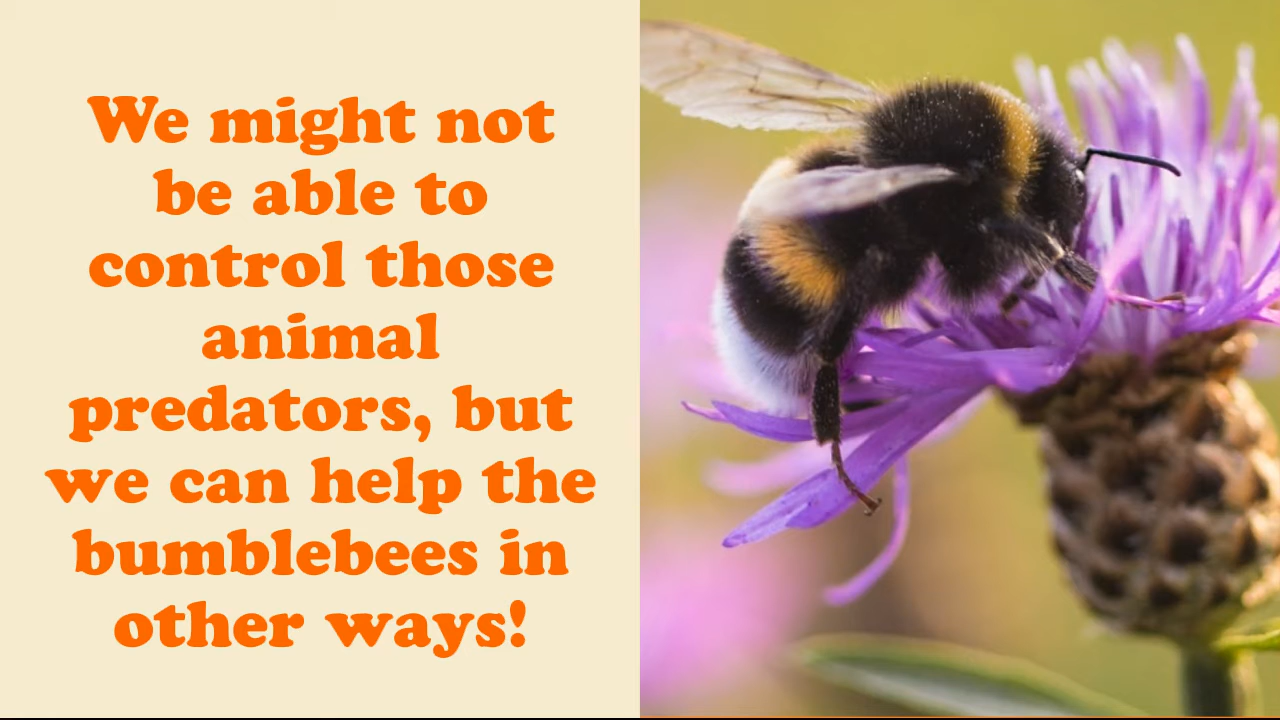 We might not
be able to
control those
animal
predators, but
we can help the
bumblebees in
other ways!